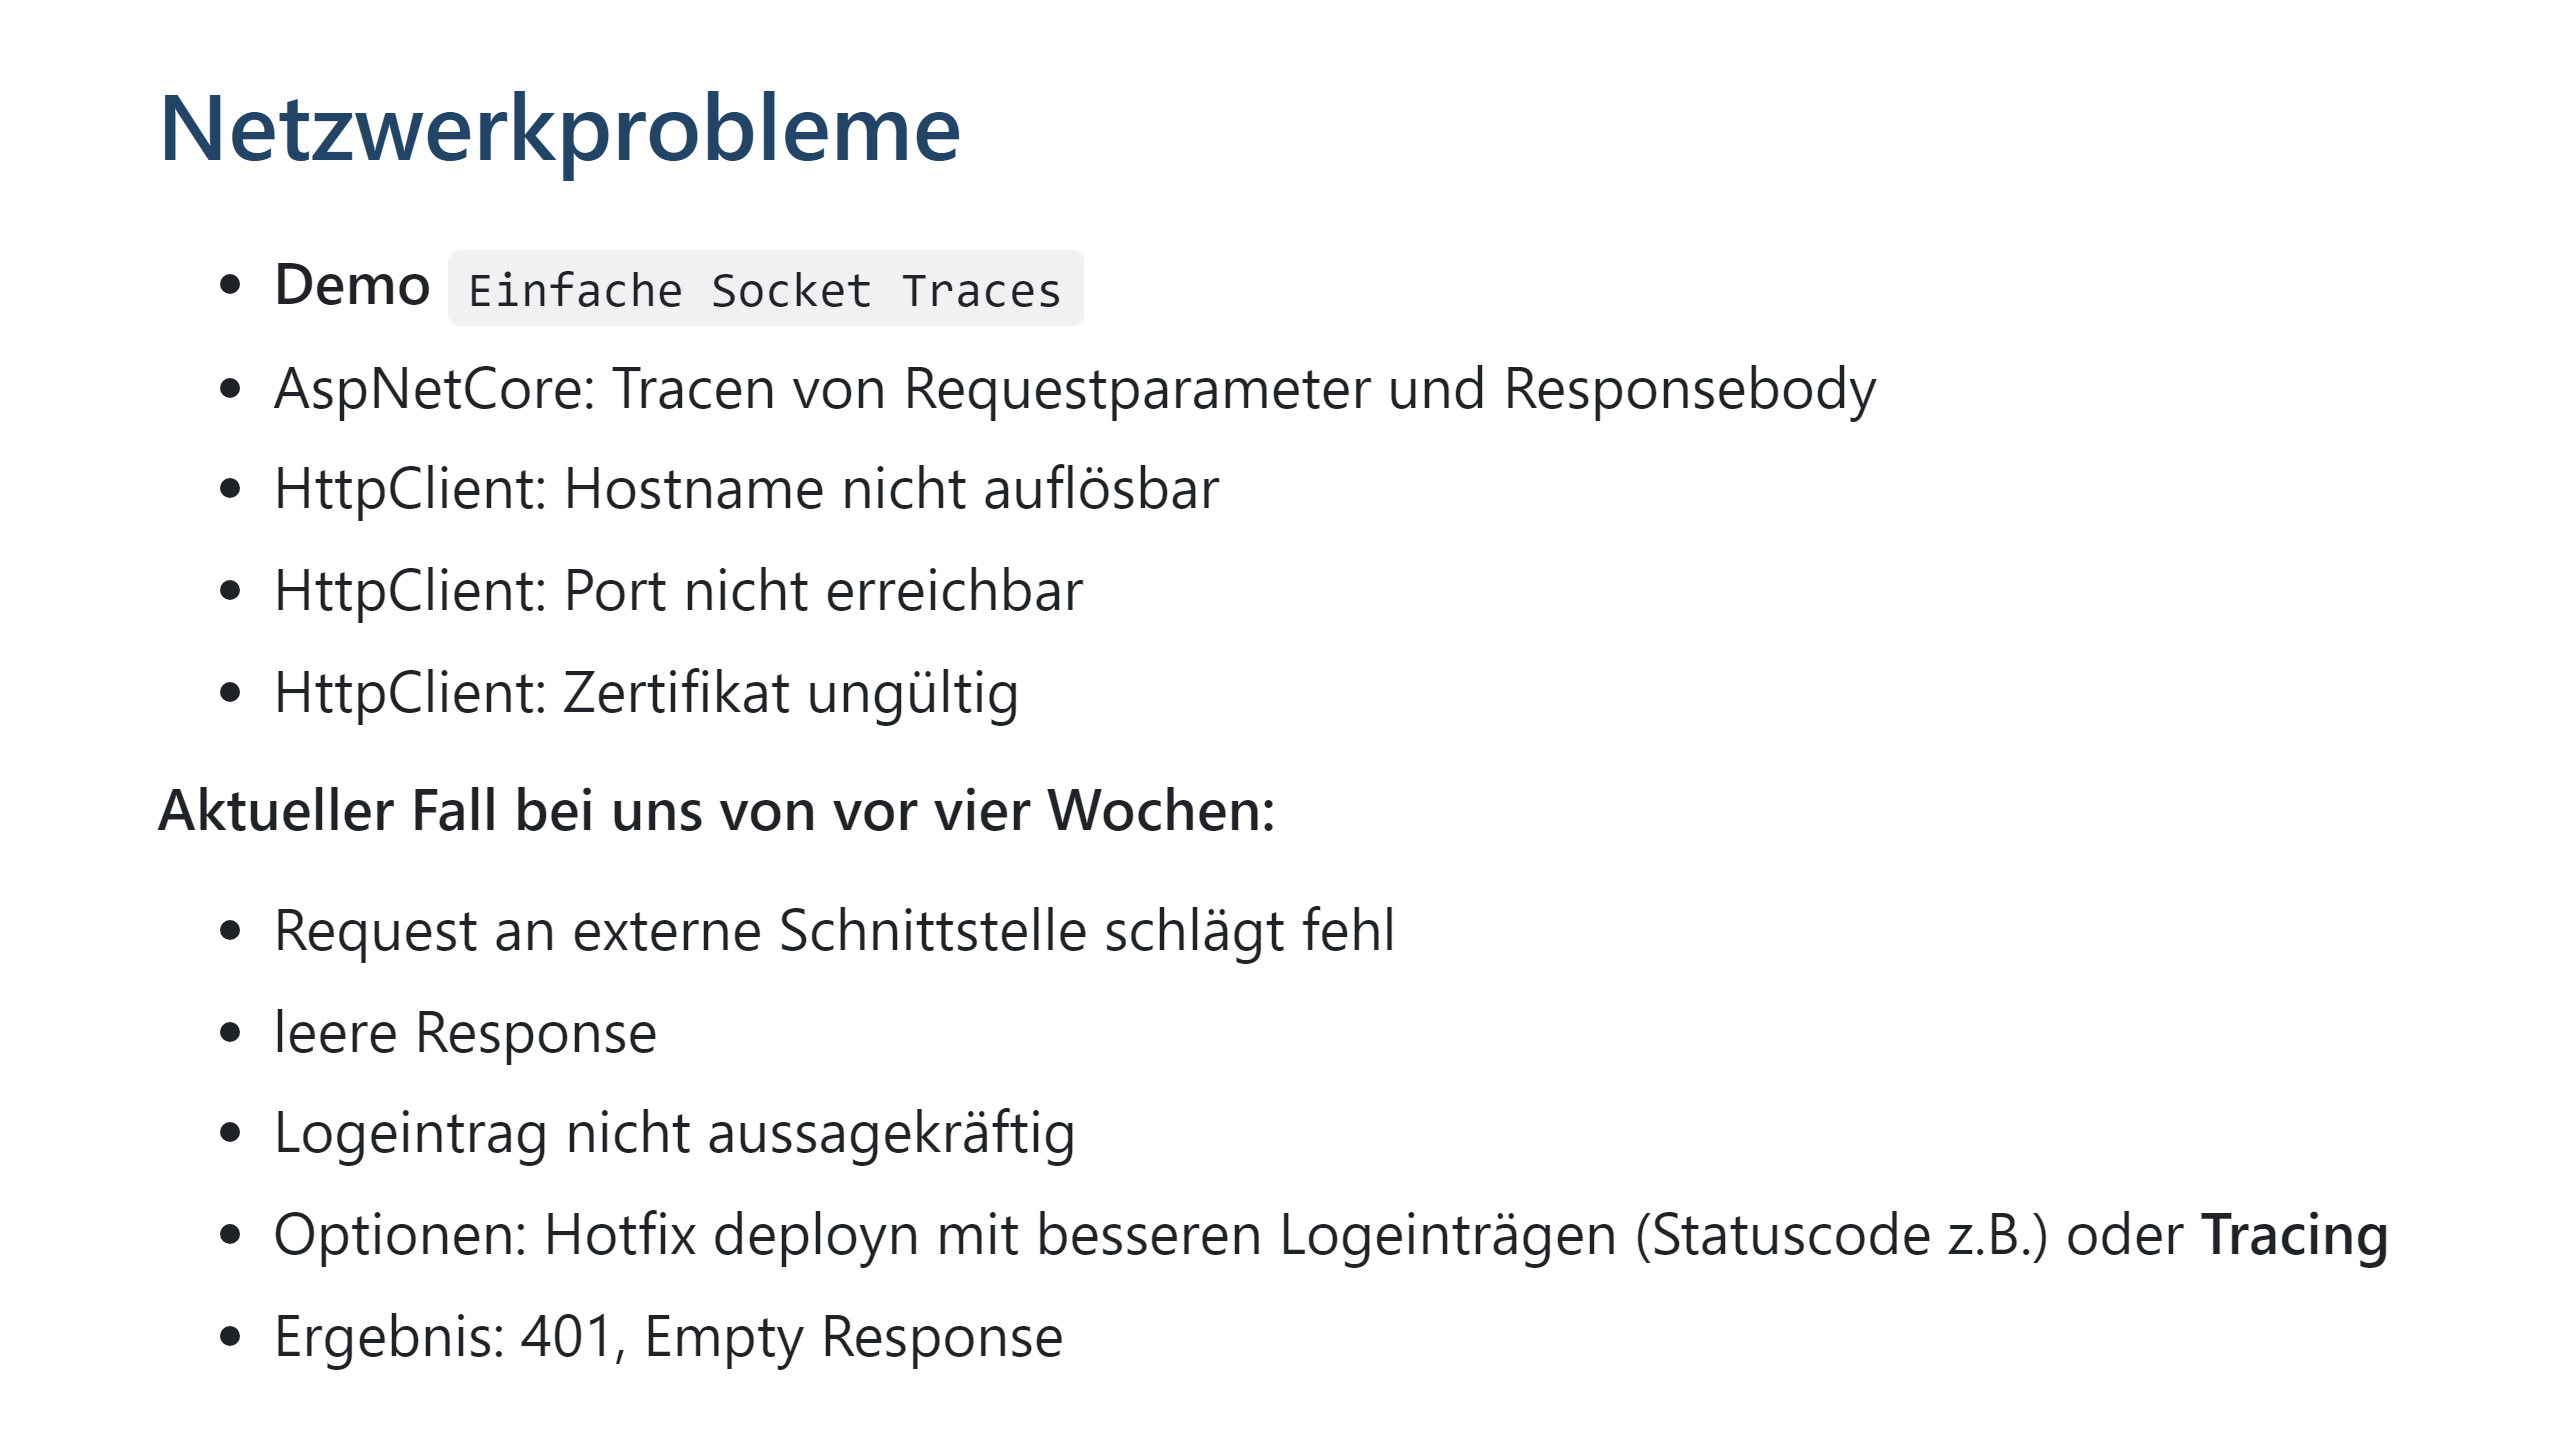 Netzwerkprobleme
Demo Einfache Socket Traces
AspNetCore: Tracen von Requestparameter und Responsebody
HttpClient: Hostname nicht auflösbar
HttpClient: Port nicht erreichbar
HttpClient: Zertifikat ungültig
Aktueller Fall bei uns von vor vier Wochen:
Request an externe Schnittstelle schlägt fehl
leere Response
Logeintrag nicht aussagekräftig
Optionen: Hotfix deployn mit besseren Logeinträgen (Statuscode z.B.) oder Tracing
Ergebnis: 401, Empty Response